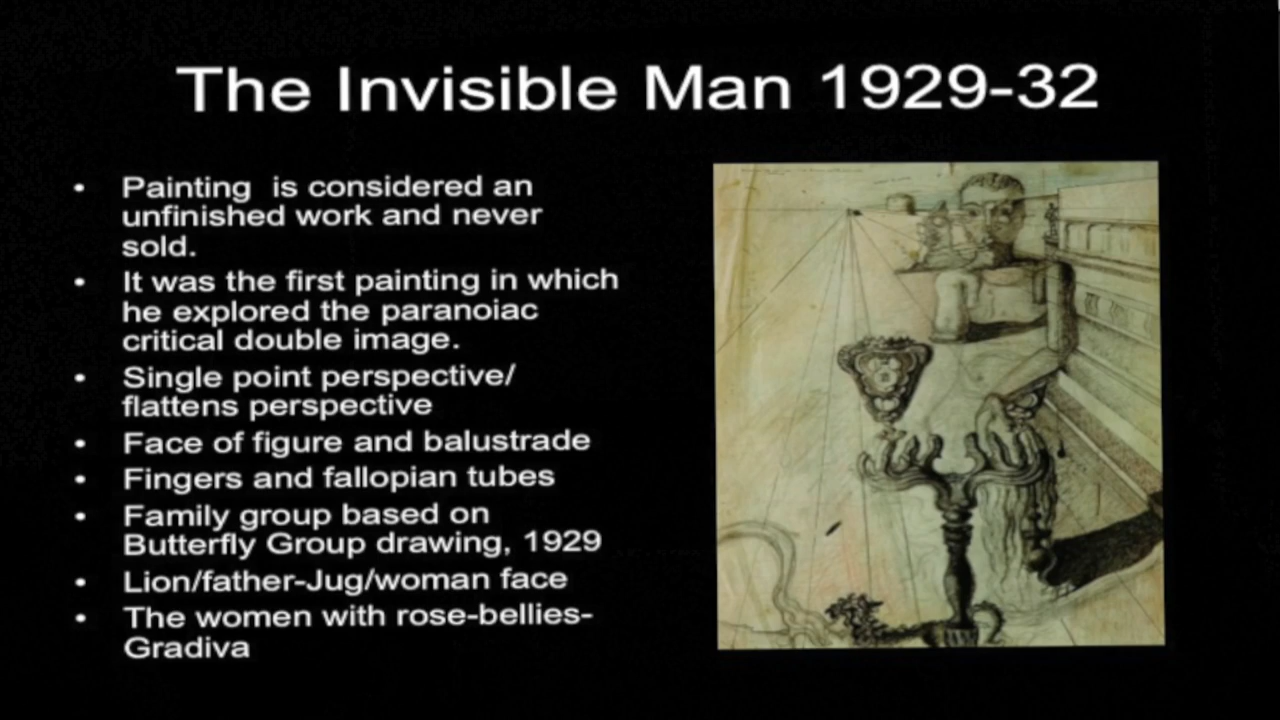 The Invisible Man 1929-32
• Painting  is considered an
unfinished work and never
sold.
• It was the first painting in which
he explored the paranoiac
critical double image.
• Single point perspective/
flattens perspective
• Face of figure and balustrade
• Fingers and fallopian tubes
• Family group based on
Butterfly Group drawing, 1929
• Lion/father-Jug/woman face
• The women with rose-bellies-
Gradiva